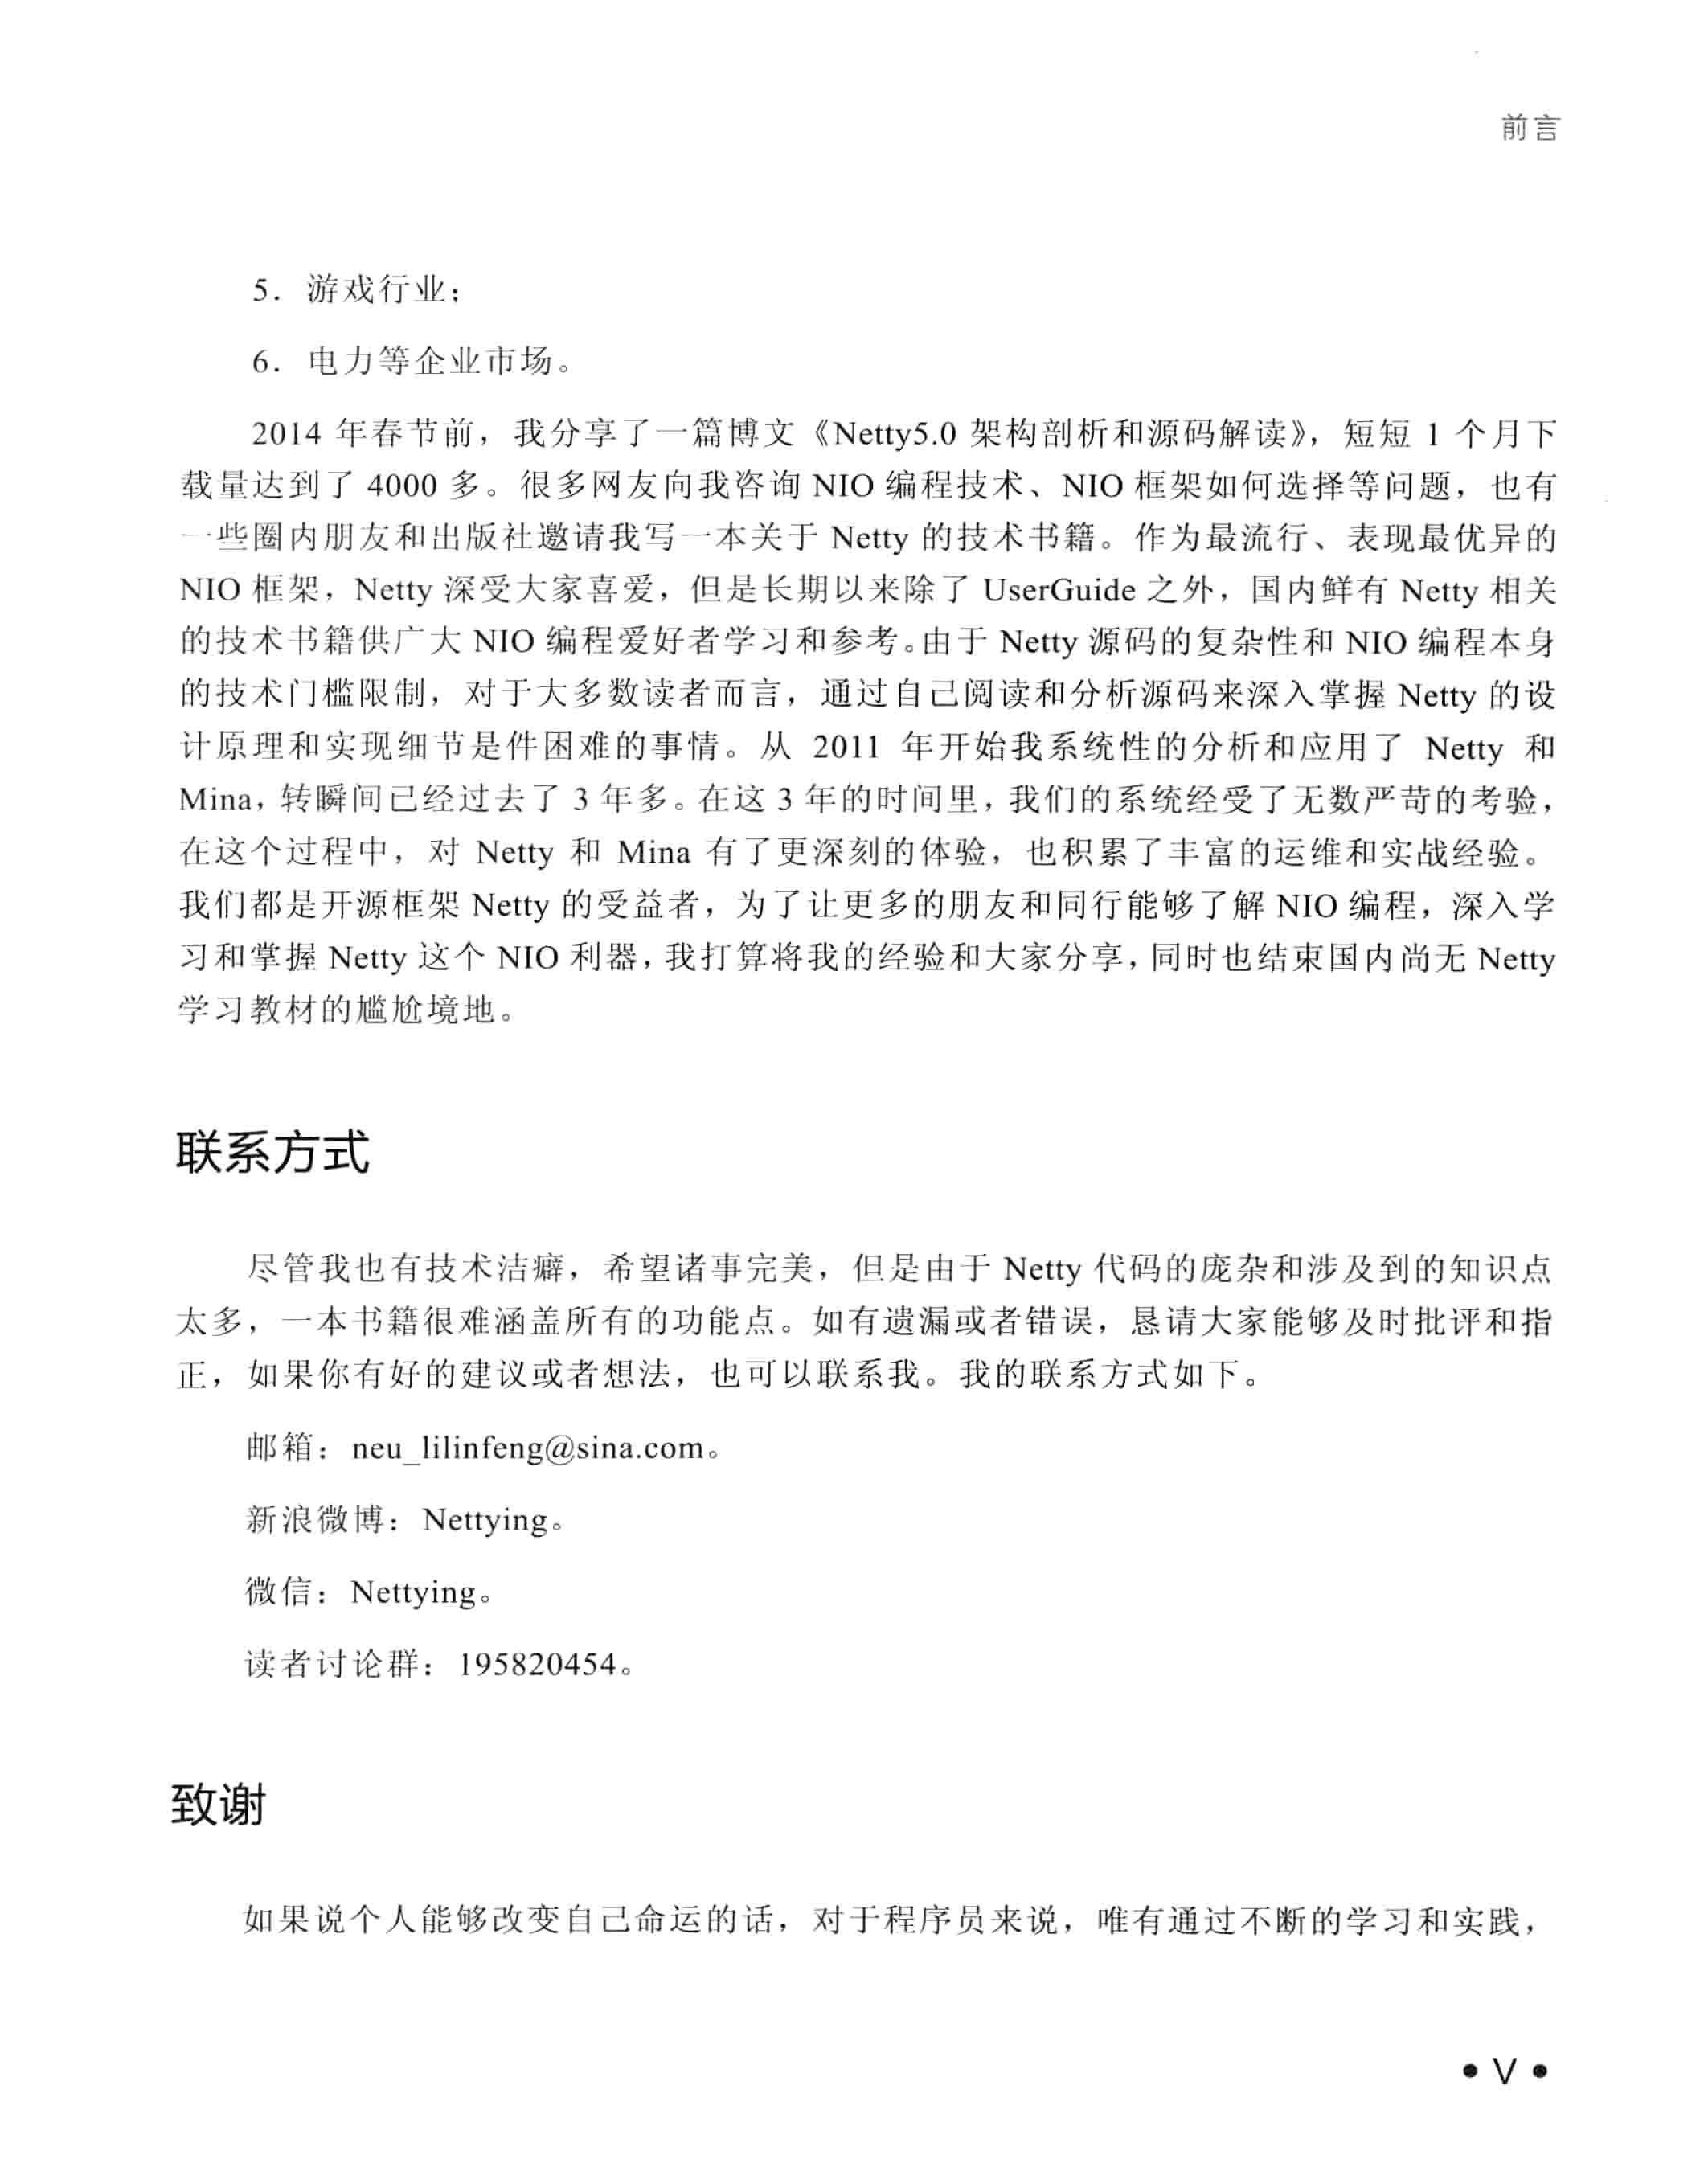 前言
5．游戏行业；
6．电力等企业市场。
2014 年春节前，我分享了一篇博文《Netty5.0 架构剖析和源码解读》，短短 1 个月下
载量达到了 4000 多。很多网友向我咨询 NIO 编程技术、NIO 框架如何选择等问题，也有
一些圈内朋友和出版社邀请我写一本关于 Netty 的技术书籍。作为最流行、表现最优异的
NIO 框架，Netty 深受大家喜爱，但是长期以来除了 UserGuide 之外，国内鲜有 Netty 相关
的技术书籍供广大 NIO 编程爱好者学习和参考。由于 Netty 源码的复杂性和 NIO 编程本身
的技术门槛限制，对于大多数读者而言，通过自己阅读和分析源码来深入掌握 Netty 的设
计原理和实现细节是件困难的事情。从 2011 年开始我系统性的分析和应用了 Netty 和
Mina，转瞬间已经过去了 3 年多。在这 3 年的时间里，我们的系统经受了无数严苛的考验，
在这个过程中，对 Netty 和 Mina 有了更深刻的体验，也积累了丰富的运维和实战经验。
我们都是开源框架 Netty 的受益者，为了让更多的朋友和同行能够了解 NIO 编程，深入学
习和掌握 Netty 这个 NIO 利器，我打算将我的经验和大家分享，同时也结束国内尚无 Netty
学习教材的尴尬境地。
联系方式
尽管我也有技术洁癖，希望诸事完美，但是由于 Netty 代码的庞杂和涉及到的知识点
太多，一本书籍很难涵盖所有的功能点。如有遗漏或者错误，恳请大家能够及时批评和指
正，如果你有好的建议或者想法，也可以联系我。我的联系方式如下。
邮箱：neu_lilinfeng@sina.com。
新浪微博：Nettying。
微信：Nettying。
读者讨论群：195820454。
致谢
如果说个人能够改变自己命运的话，对于程序员来说，唯有通过不断的学习和实践，
• V •